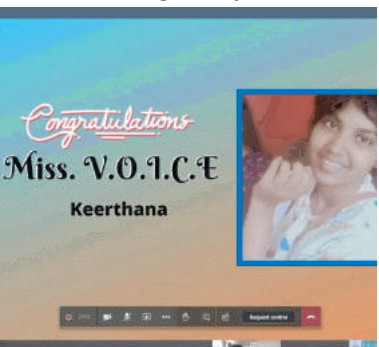 Congratulations
Miss. V.O.I.C.E
Keerthana
Request control